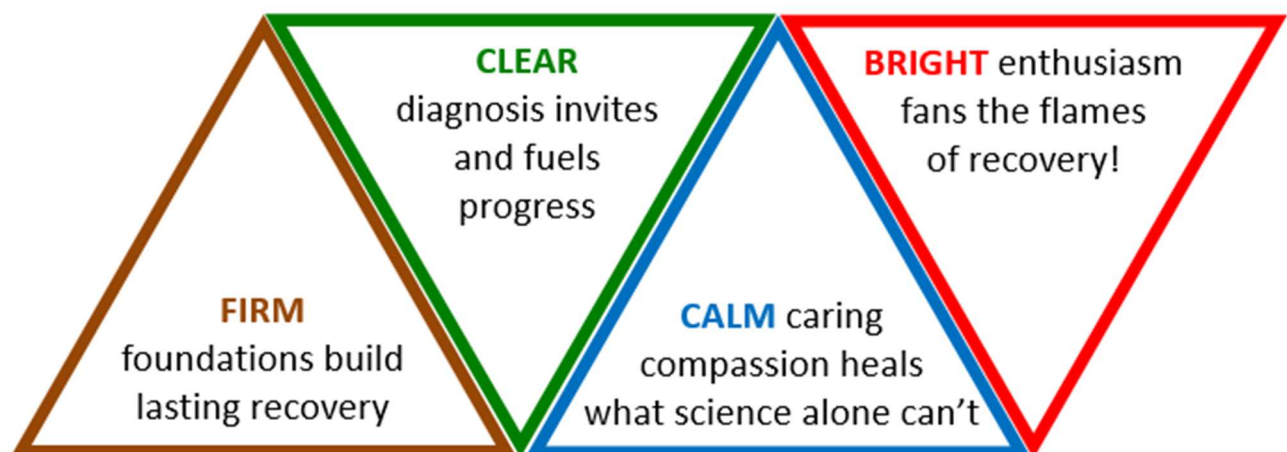 FIRM
foundations build
lasting recovery
CLEAR
diagnosis invites
and fuels
progress
CALM caring
compassion heals
what science alone can’t
BRIGHT enthusiasm
fans the flames
of recovery!